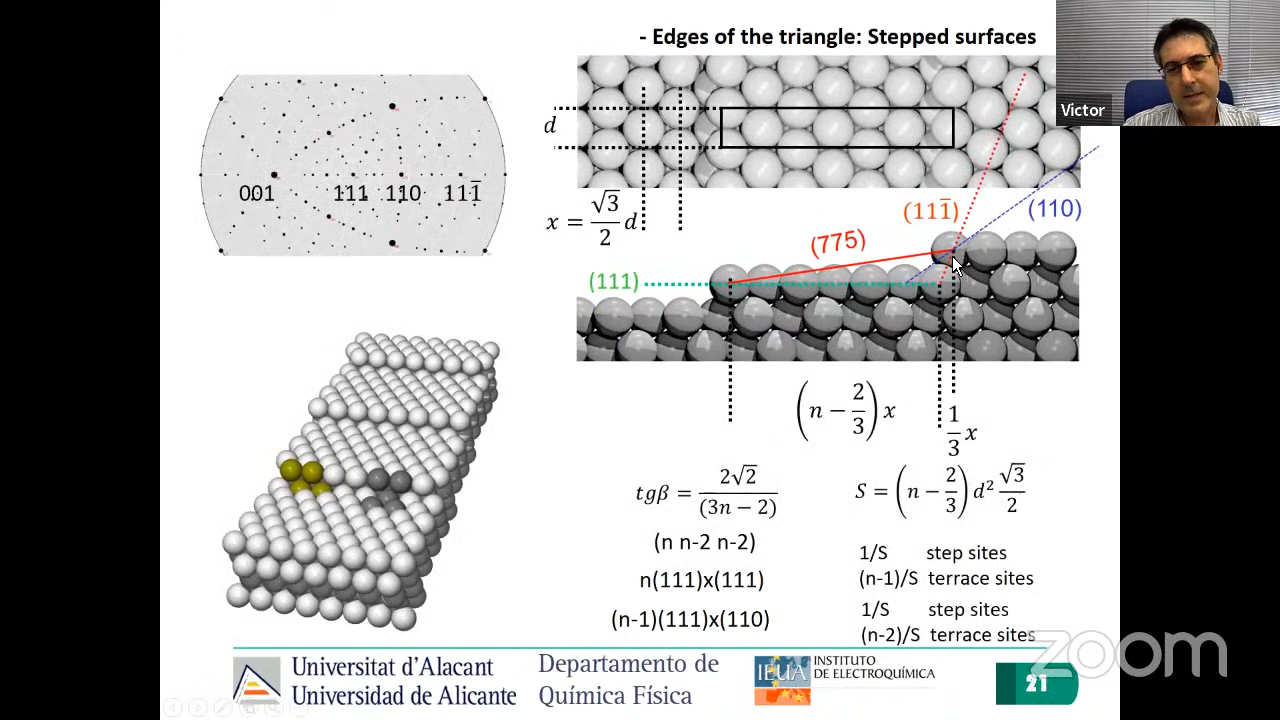 - Edges of the triangle: Stepped surfaces
Victor
001 111 110 111̅
d
x = √3/2 d
(111̅)
(110)
(775)
(111)
(n − 2/3) x
1/3 x
tgβ = 2√2/(3n − 2)
S = (n − 2/3) d² √3/2
(n n-2 n-2)
n(111)x(111)
(n-1)(111)x(110)
1/S step sites
(n-1)/S terrace sites
1/S step sites
(n-2)/S terrace sites
zoom
Universitat d'Alacant
Universidad de Alicante
Departamento de
Química Física
IEUA
INSTITUTO
DE ELECTROQUÍMICA
21